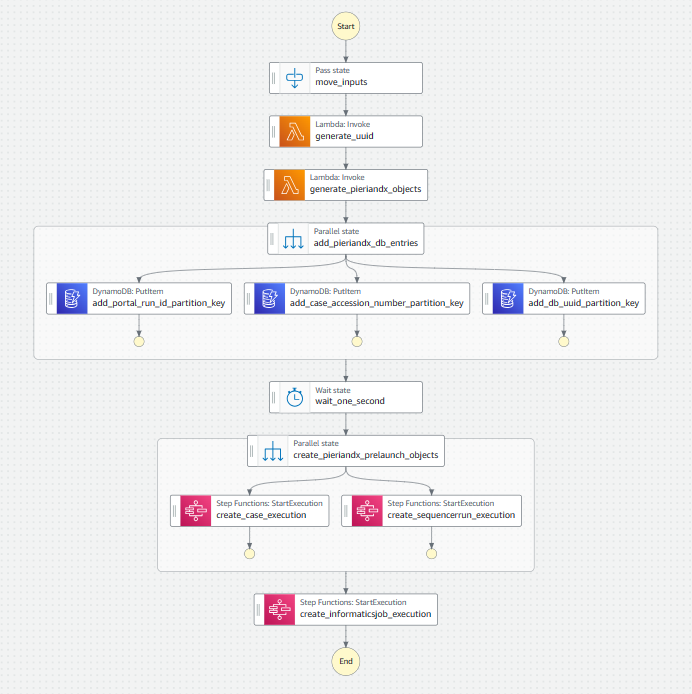 Start
Pass state
move_inputs
Lambda: Invoke
generate_uuid
Lambda: Invoke
generate_pieriandx_objects
Parallel state
add_pieriandx_db_entries
DynamoDB: PutItem
add_portal_run_id_partition_key
DynamoDB: PutItem
add_case_accession_number_partition_key
DynamoDB: PutItem
add_db_uuid_partition_key
Wait state
wait_one_second
Parallel state
create_pieriandx_prelaunch_objects
Step Functions: StartExecution
create_case_execution
Step Functions: StartExecution
create_sequencerrun_execution
Step Functions: StartExecution
create_informaticsjob_execution
End